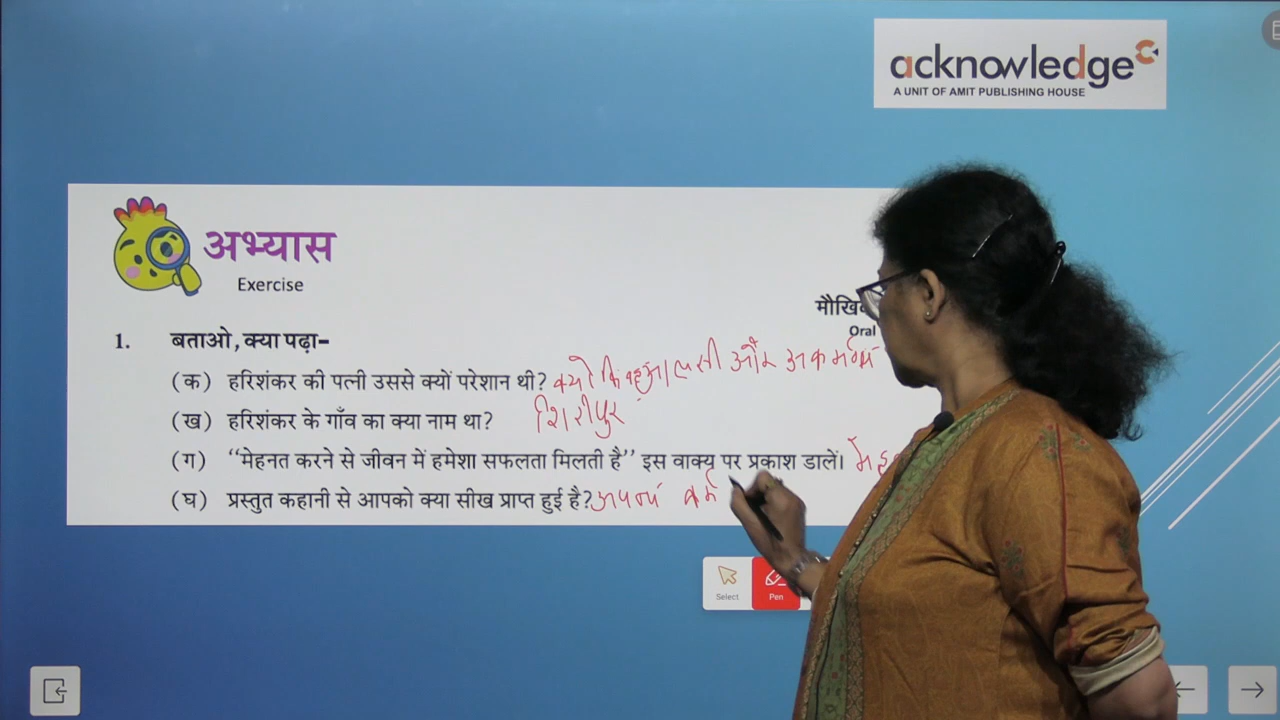 acknowledge
A UNIT OF AMIT PUBLISHING HOUSE
अभ्यास
Exercise
Oral
1. बताओ, क्या पढ़ा-
(क) हरिशंकर की पत्नी उससे क्यों परेशान थी? क्योंकि वह आलसी और अकर्मण्य
(ख) हरिशंकर के गाँव का क्या नाम था? शिरीपुर
(ग) “मेहनत करने से जीवन में हमेशा सफलता मिलती है” इस वाक्य पर प्रकाश डालें।
(घ) प्रस्तुत कहानी से आपको क्या सीख प्राप्त हुई है? कर्म
Select
Pen